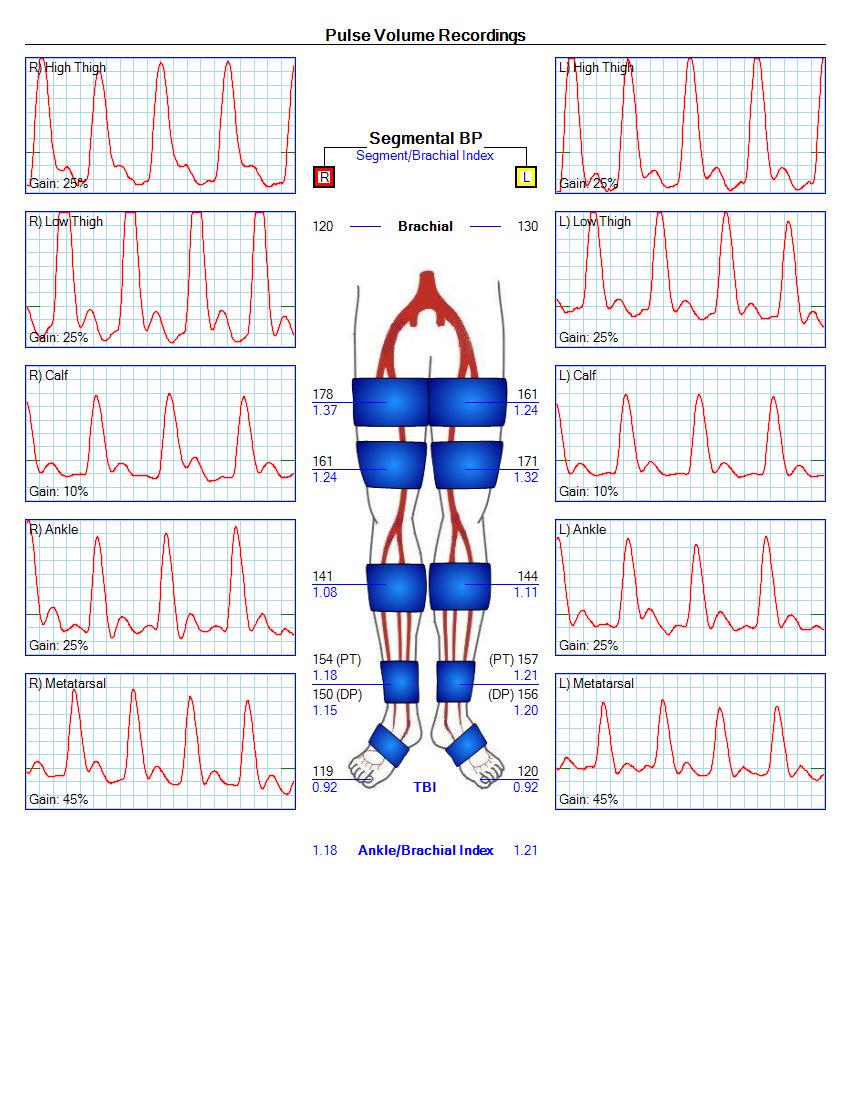 Pulse Volume Recordings
R) High Thigh
Gain: 25%
L) High Thigh
Gain: 25%
Segmental BP
Segment/Brachial Index
R
L
120 Brachial 130
R) Low Thigh
Gain: 25%
L) Low Thigh
Gain: 25%
R) Calf
Gain: 10%
178
1.37
161
1.24
161
1.24
171
1.32
L) Calf
Gain: 10%
R) Ankle
Gain: 25%
141
1.08
144
1.11
L) Ankle
Gain: 25%
154 (PT)
1.18
150 (DP)
1.15
(PT) 157
1.21
(DP) 156
1.20
R) Metatarsal
Gain: 45%
119
0.92
TBI
120
0.92
L) Metatarsal
Gain: 45%
1.18 Ankle/Brachial Index 1.21